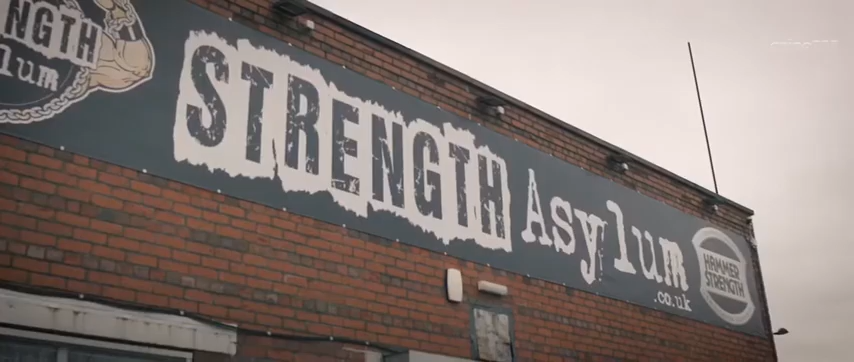 NGTH
lum
STRENGTH
Asylum
.co.uk
HAMMER
STRENGTH